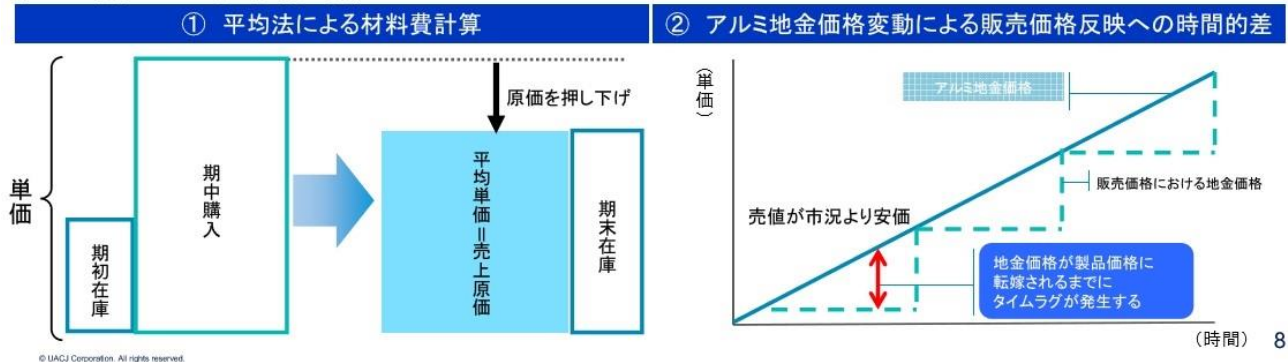 ① 平均法による材料費計算
単価
期初在庫
期中購入
原価を押し下げ
平均単価＝売上原価
期末在庫
© UACJ Corporation. All rights reserved.
② アルミ地金価格変動による販売価格反映への時間的差
（単価）
アルミ地金価格
販売価格における地金価格
売値が市況より安価
地金価格が製品価格に
転嫁されるまでに
タイムラグが発生する
（時間）
8